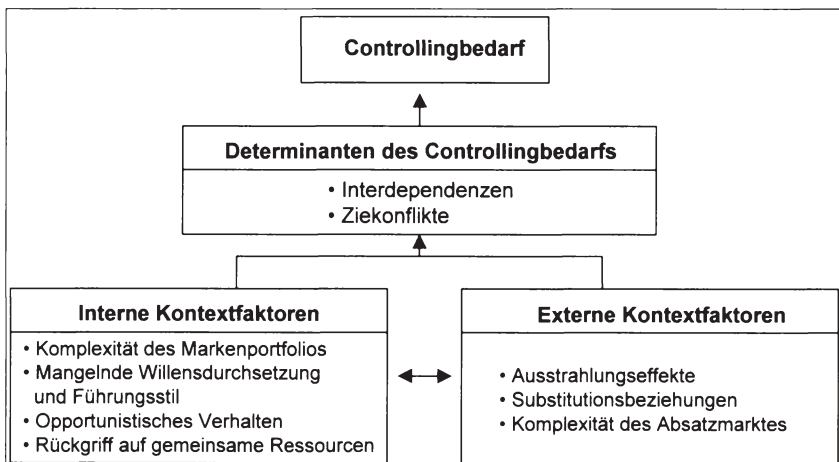 Controllingbedarf
Determinanten des Controllingbedarfs
• Interdependenzen
• Ziekonflikte
Interne Kontextfaktoren
• Komplexität des Markenportfolios
• Mangelnde Willensdurchsetzung
und Führungsstil
• Opportunistisches Verhalten
• Rückgriff auf gemeinsame Ressourcen
Externe Kontextfaktoren
• Ausstrahlungseffekte
• Substitutionsbeziehungen
• Komplexität des Absatzmarktes